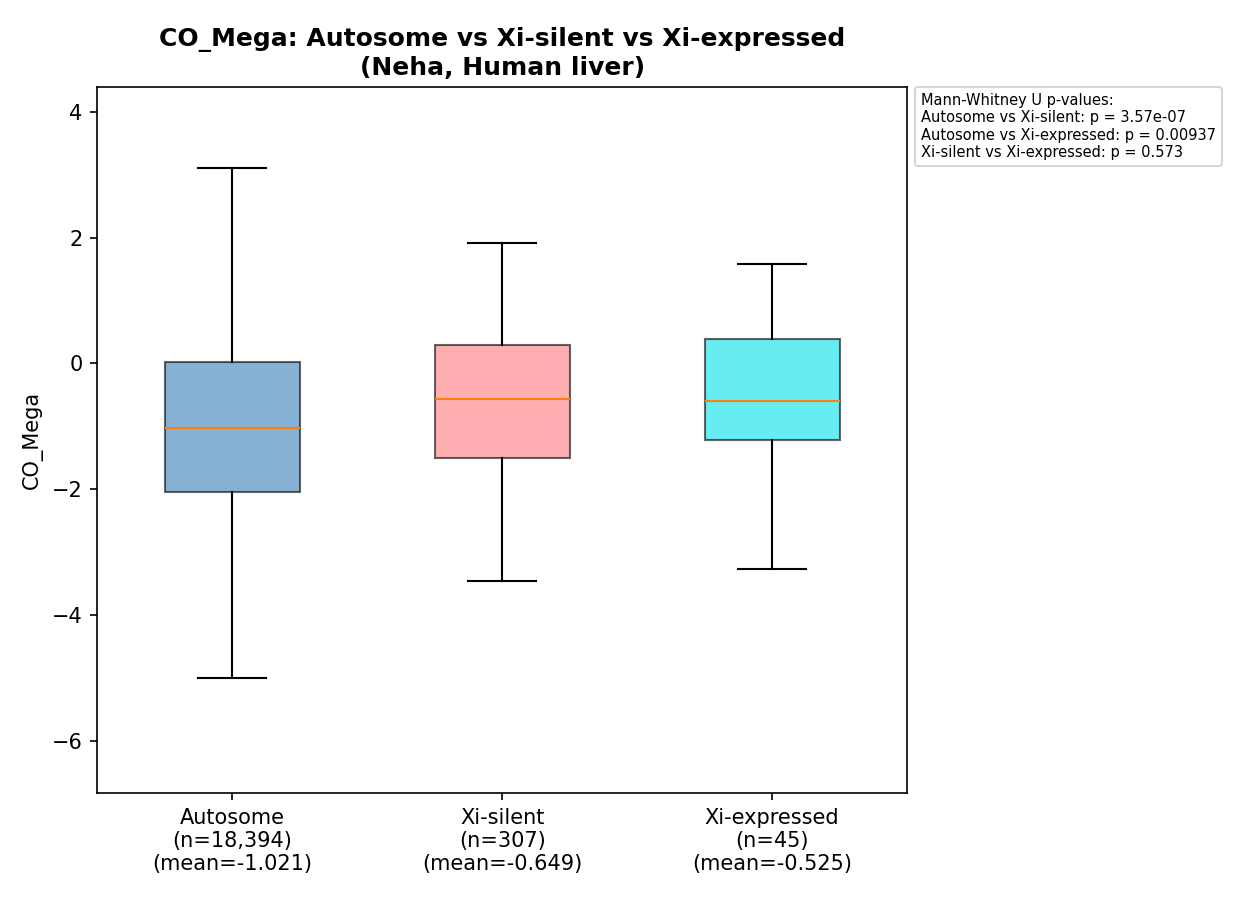 CO_Mega: Autosome vs Xi-silent vs Xi-expressed
(Neha, Human liver)
Mann-Whitney U p-values:
Autosome vs Xi-silent: p = 3.57e-07
Autosome vs Xi-expressed: p = 0.00937
Xi-silent vs Xi-expressed: p = 0.573
CO_Mega
4
2
0
−2
−4
−6
Autosome
(n=18,394)
(mean=-1.021)
Xi-silent
(n=307)
(mean=-0.649)
Xi-expressed
(n=45)
(mean=-0.525)